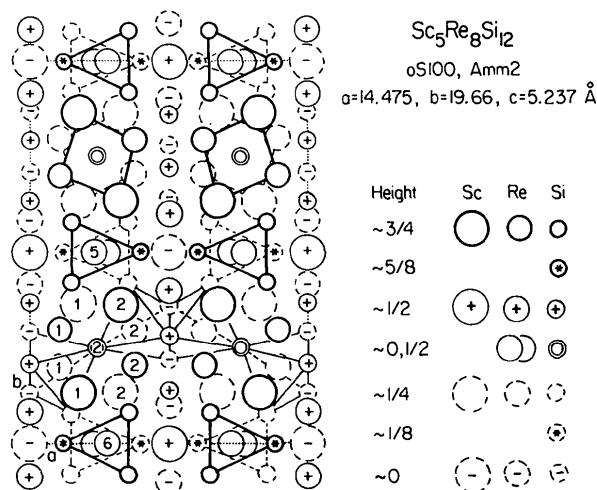 Sc5Re8Si12
oS100, Amm2
a=14.475, b=19.66, c=5.237 Å
Height Sc Re Si
~3/4
~5/8 *
~1/2 + + +
~0,1/2
~1/4
~1/8 *
~0 - - -
5
1 2
1 2
2
1 2
b
1 2
a 6